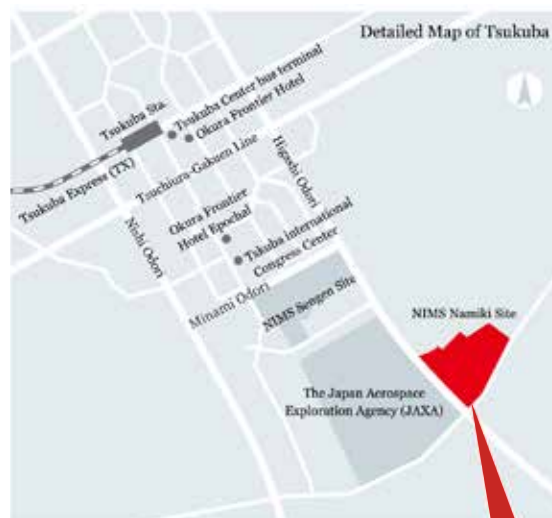 Detailed Map of Tsukuba
Tsukuba Sta.
Tsukuba Center bus terminal
Okura Frontier Hotel
Tsukuba Express (TX)
Tsuchiura-Gakuen Line
Higashi Odori
Nishi Odori
Okura Frontier
Hotel Epochal
Tskuba international
Congress Center
Minami Odori
NIMS Sengen Site
NIMS Namiki Site
The Japan Aerospace
Exploration Agency (JAXA)